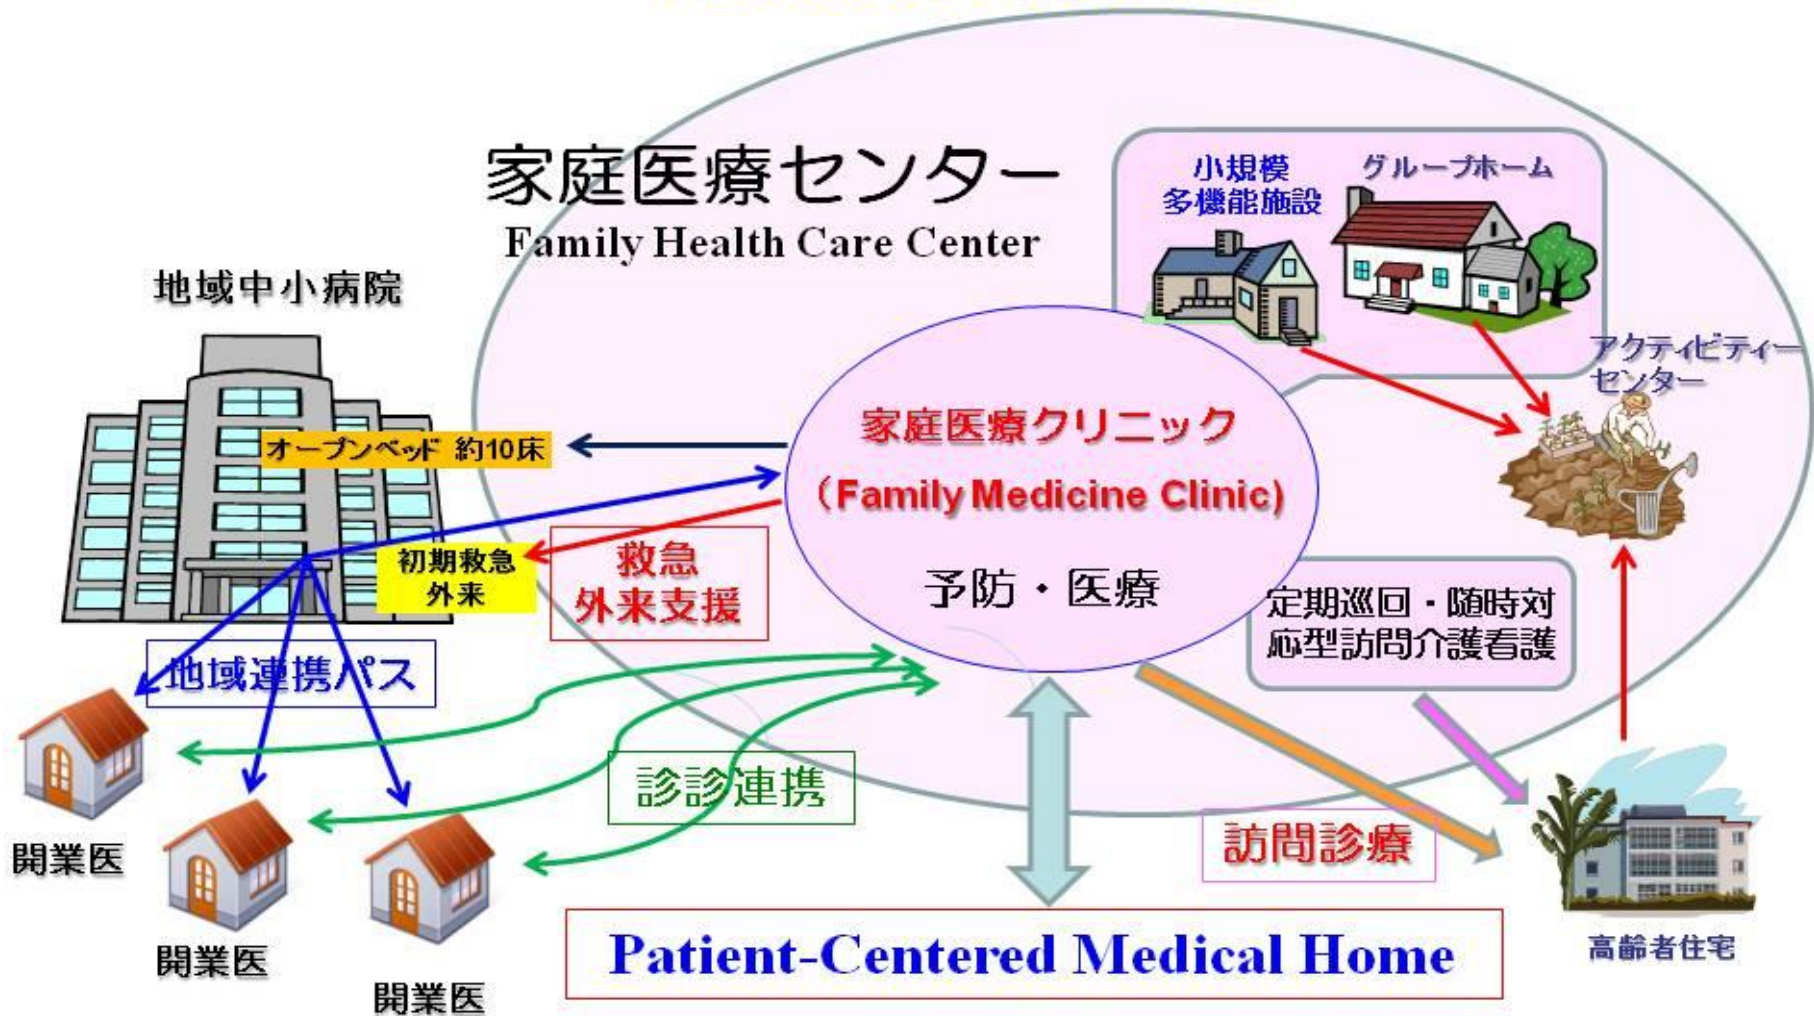 家庭医療センター
Family Health Care Center
小規模
多機能施設
グループホーム
地域中小病院
アクティビティー
センター
オープンベッド 約10床
家庭医療クリニック
（Family Medicine Clinic)
初期救急
外来
救急
外来支援
予防・医療
定期巡回・随時対
応型訪問介護看護
地域連携パス
診診連携
訪問診療
開業医
開業医
開業医
Patient-Centered Medical Home
高齢者住宅